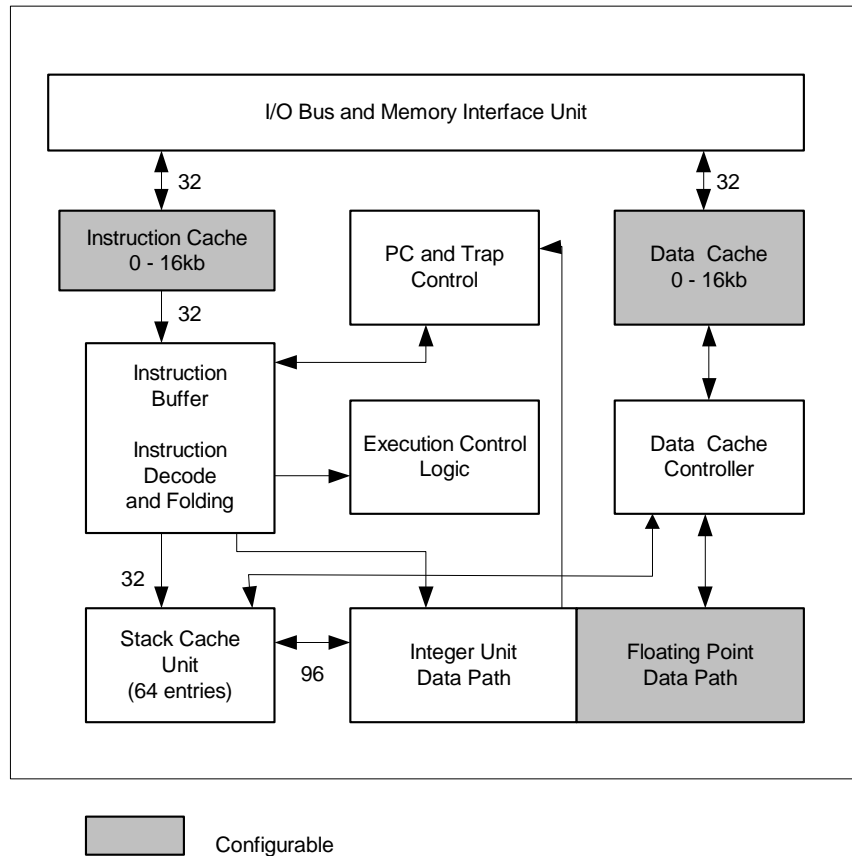 I/O Bus and Memory Interface Unit
32
32
Instruction Cache
0 - 16kb
PC and Trap
Control
Data Cache
0 - 16kb
32
Instruction
Buffer
Instruction
Decode
and Folding
Execution Control
Logic
Data Cache
Controller
32
Stack Cache
Unit
(64 entries)
96
Integer Unit
Data Path
Floating Point
Data Path
Configurable